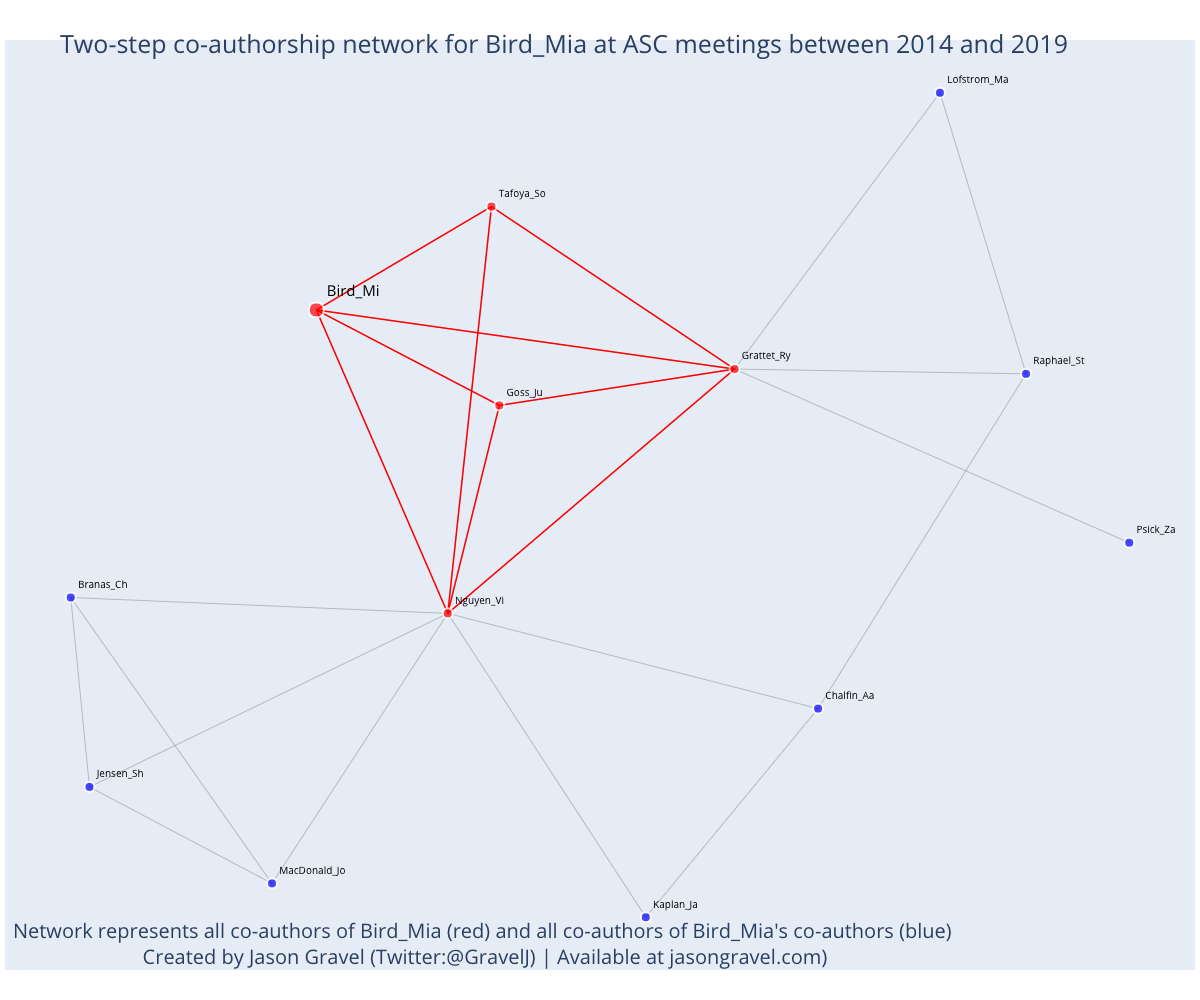 Two-step co-authorship network for Bird_Mia at ASC meetings between 2014 and 2019
Lofstrom_Ma
Tafoya_So
Bird_Mi
Grattet_Ry
Raphael_St
Goss_Ju
Psick_Za
Branas_Ch
Nguyen_Vi
Chalfin_Aa
Jensen_Sh
MacDonald_Jo
Kaplan_Ja
Network represents all co-authors of Bird_Mia (red) and all co-authors of Bird_Mia's co-authors (blue)
Created by Jason Gravel (Twitter:@GravelJ) | Available at jasongravel.com)